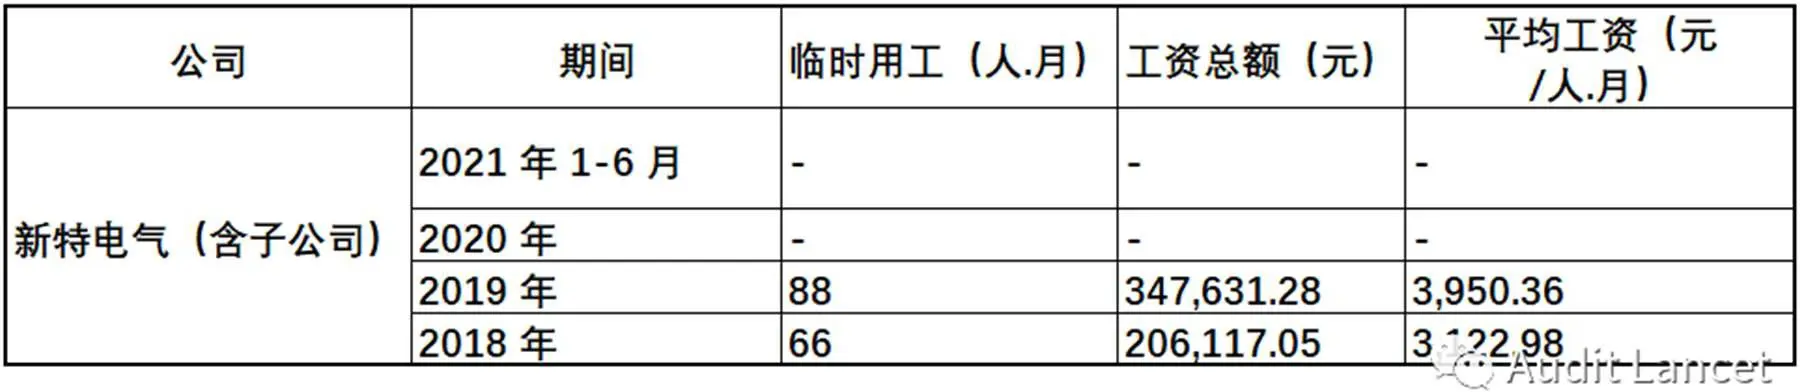 公司 期间 临时用工（人.月） 工资总额（元） 平均工资（元
/人.月）
2021 年 1-6 月 - - -
新特电气（含子公司） 2020 年 - - -
2019 年 88 347,631.28 3,950.36
2018 年 66 206,117.05 3,122.98
Audit Lancet